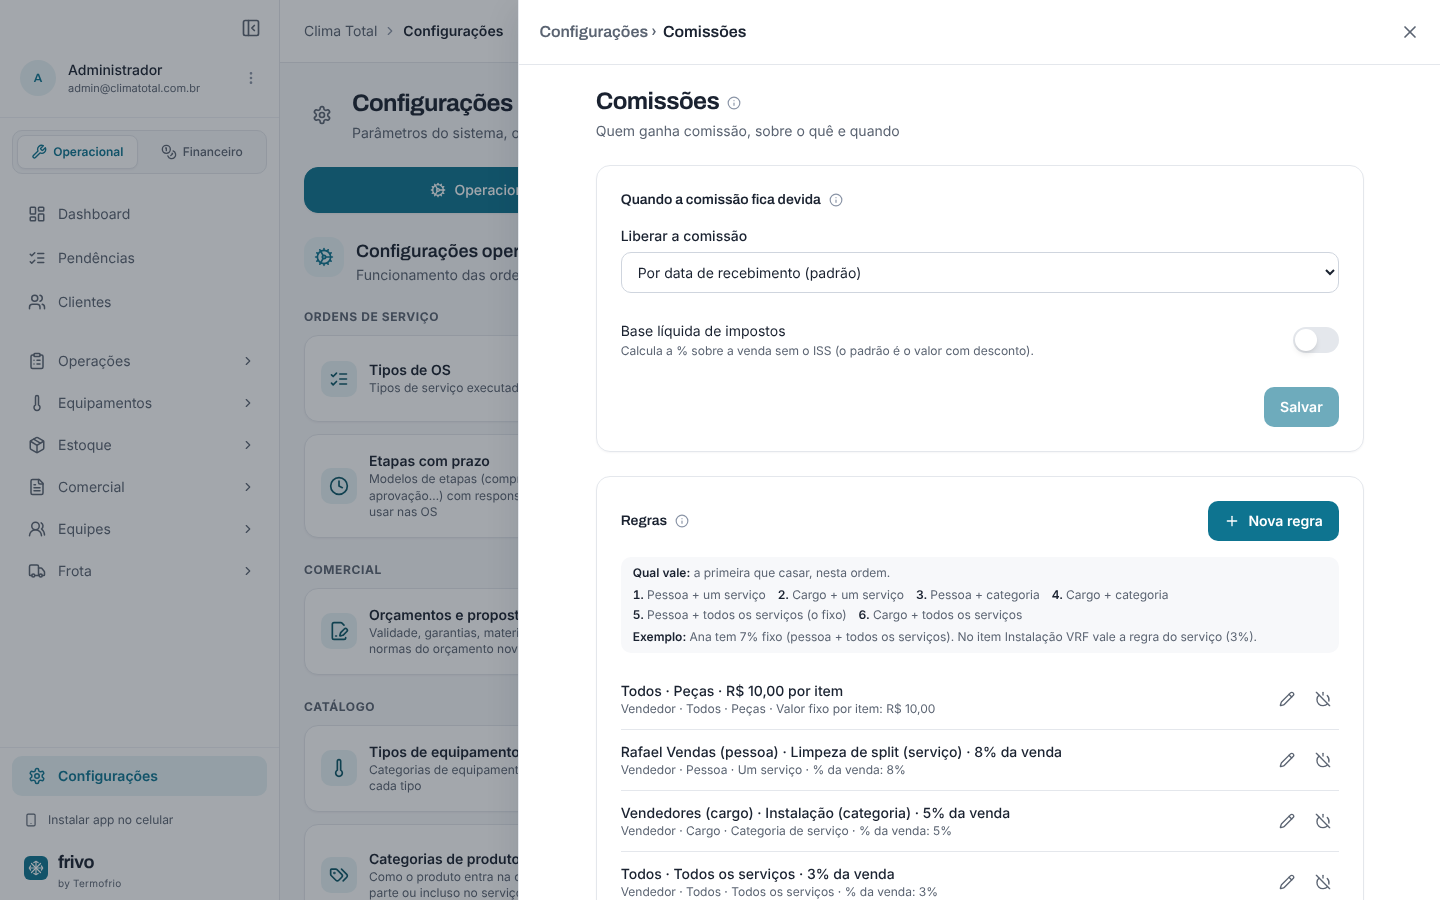 A
Administrador
admin@climatotal.com.br
Operacional
Financeiro
Dashboard
Pendências
Clientes
Operações
Equipamentos
Estoque
Comercial
Equipes
Frota
Configurações
Instalar app no celular
frivo
by Termofrio
Clima Total
Configurações
Configurações
Parâmetros do sistema, c
Operacion
Configurações oper
Funcionamento das orde
ORDENS DE SERVIÇO
Tipos de OS
Tipos de serviço executad
Etapas com prazo
Modelos de etapas (comp
aprovação...) com respons
usar nas OS
COMERCIAL
Orçamentos e propost
Validade, garantias, materi
normas do orçamento nov
CATÁLOGO
Tipos de equipamento
Categorias de equipament
cada tipo
Categorias de produto
Como o produto entra na c
parte ou incluso no serviço
Configurações › Comissões
Comissões
Quem ganha comissão, sobre o quê e quando
Quando a comissão fica devida
Liberar a comissão
Por data de recebimento (padrão)
Base líquida de impostos
Calcula a % sobre a venda sem o ISS (o padrão é o valor com desconto).
Salvar
Regras
+ Nova regra
Qual vale: a primeira que casar, nesta ordem.
1. Pessoa + um serviço 2. Cargo + um serviço 3. Pessoa + categoria 4. Cargo + categoria
5. Pessoa + todos os serviços (o fixo) 6. Cargo + todos os serviços
Exemplo: Ana tem 7% fixo (pessoa + todos os serviços). No item Instalação VRF vale a regra do serviço (3%).
Todos · Peças · R$ 10,00 por item
Vendedor · Todos · Peças · Valor fixo por item: R$ 10,00
Rafael Vendas (pessoa) · Limpeza de split (serviço) · 8% da venda
Vendedor · Pessoa · Um serviço · % da venda: 8%
Vendedores (cargo) · Instalação (categoria) · 5% da venda
Vendedor · Cargo · Categoria de serviço · % da venda: 5%
Todos · Todos os serviços · 3% da venda
Vendedor · Todos · Todos os serviços · % da venda: 3%